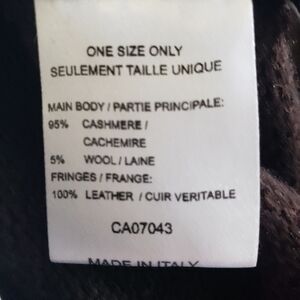 ONE SIZE ONLY
SEULEMENT TAILLE UNIQUE
MAIN BODY / PARTIE PRINCIPALE:
95% CASHMERE /
CACHEMIRE
5% WOOL / LAINE
FRINGES / FRANGE:
100% LEATHER / CUIR VERITABLE
CA07043
MADE IN ITALY